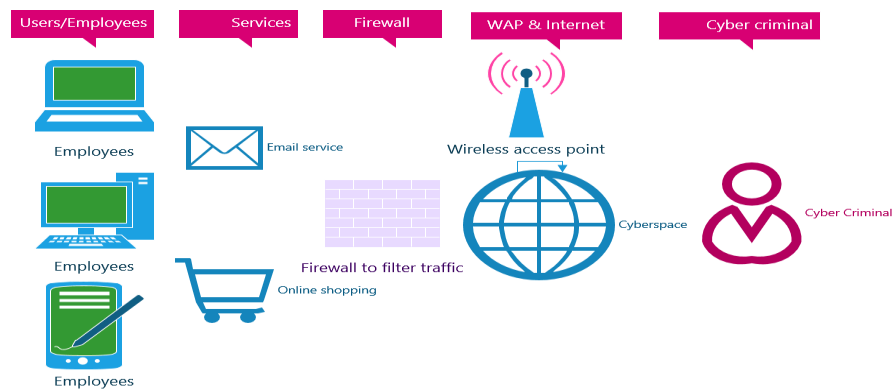 Users/Employees
Services
Firewall
WAP & Internet
Cyber criminal
Employees
Email service
Wireless access point
Employees
Firewall to filter traffic
Cyberspace
Cyber Criminal
Online shopping
Employees